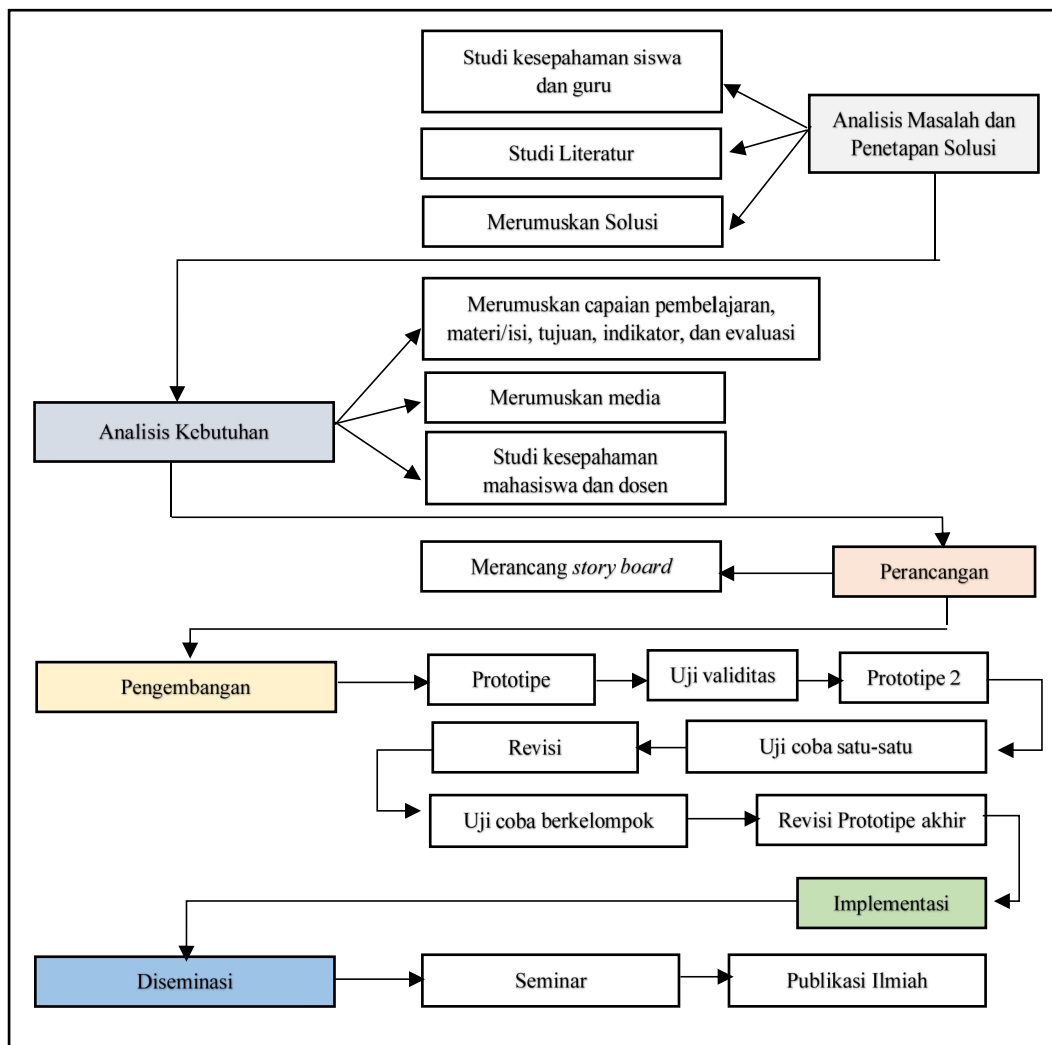 Studi kesepahaman siswa
dan guru
Analisis Masalah dan
Penetapan Solusi
Studi Literatur
Merumuskan Solusi
Merumuskan capaian pembelajaran,
materi/isi, tujuan, indikator, dan evaluasi
Merumuskan media
Analisis Kebutuhan
Studi kesepahaman
mahasiswa dan dosen
Merancang story board
Perancangan
Pengembangan
Prototipe
Uji validitas
Prototipe 2
Revisi
Uji coba satu-satu
Uji coba berkelompok
Revisi Prototipe akhir
Implementasi
Diseminasi
Seminar
Publikasi Ilmiah